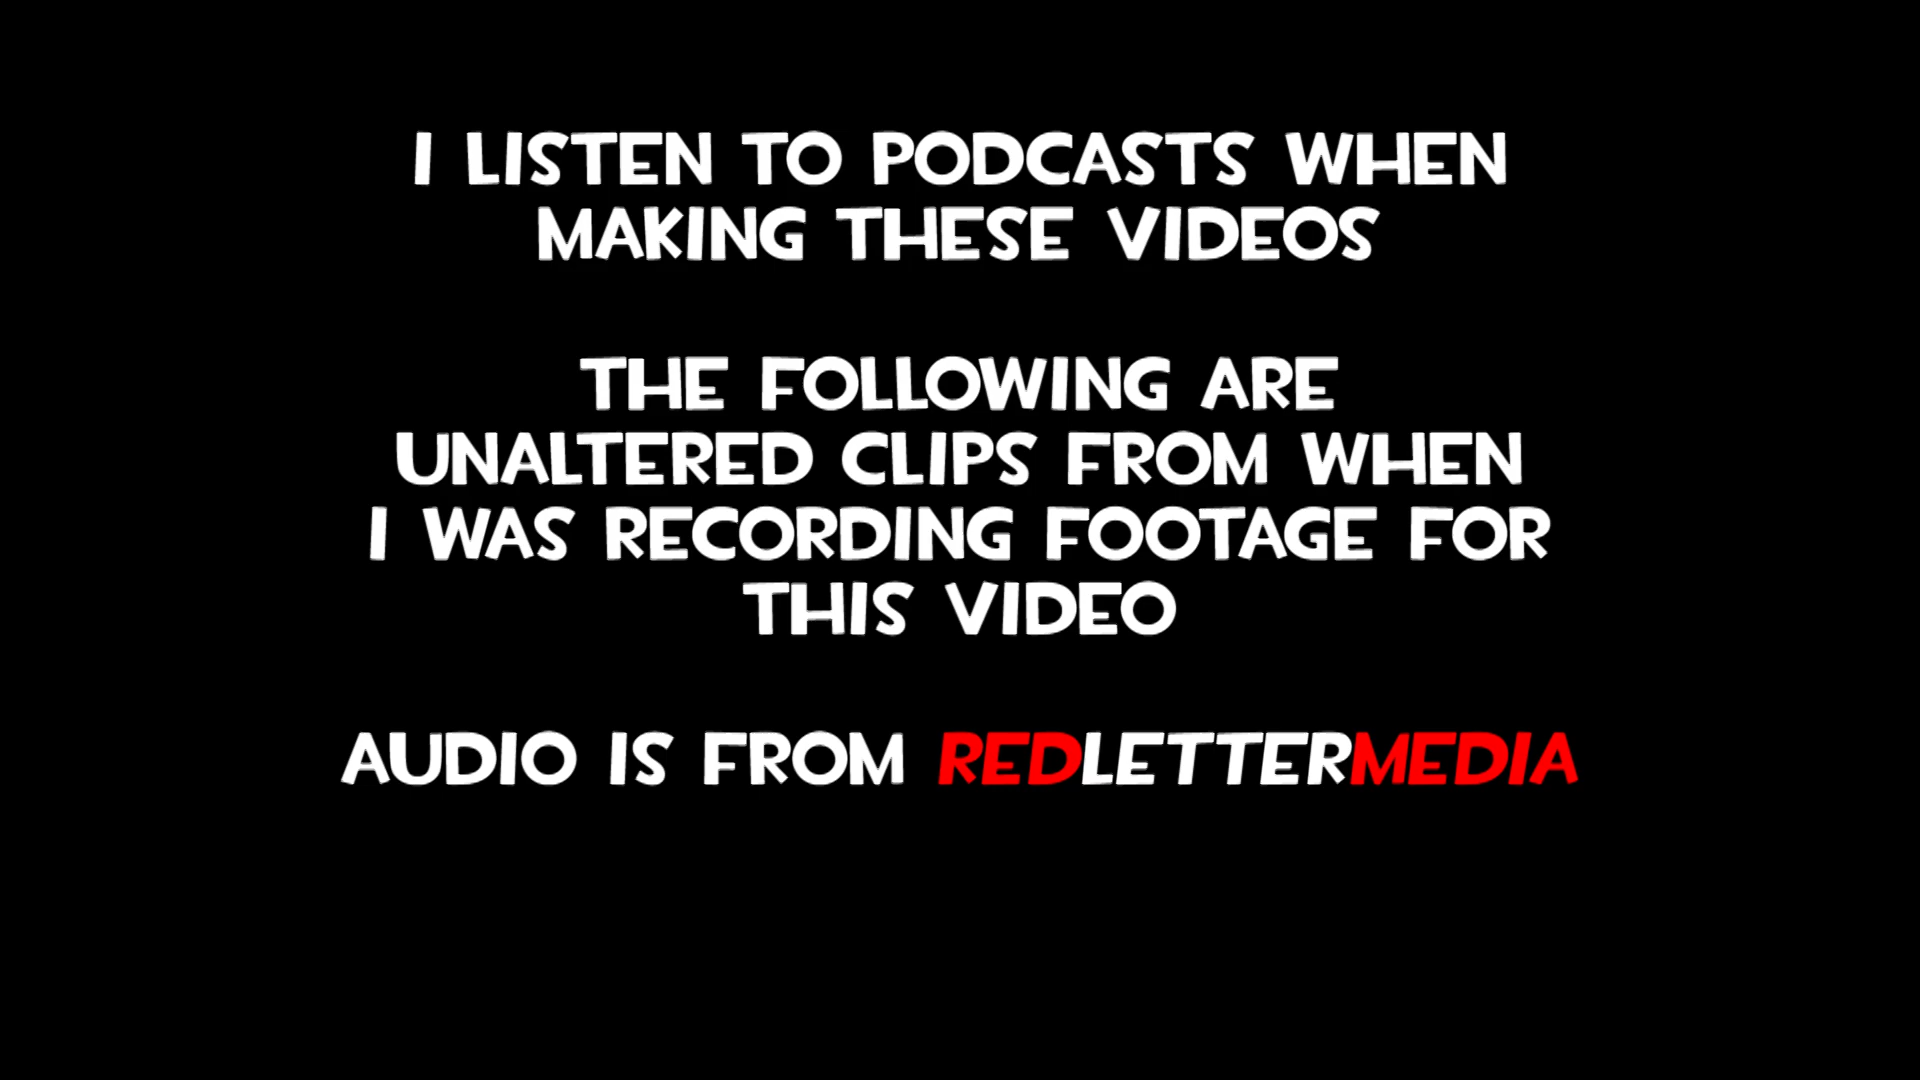 I LISTEN TO PODCASTS WHEN
MAKING THESE VIDEOS
THE FOLLOWING ARE
UNALTERED CLIPS FROM WHEN
I WAS RECORDING FOOTAGE FOR
THIS VIDEO
AUDIO IS FROM REDLETTERMEDIA